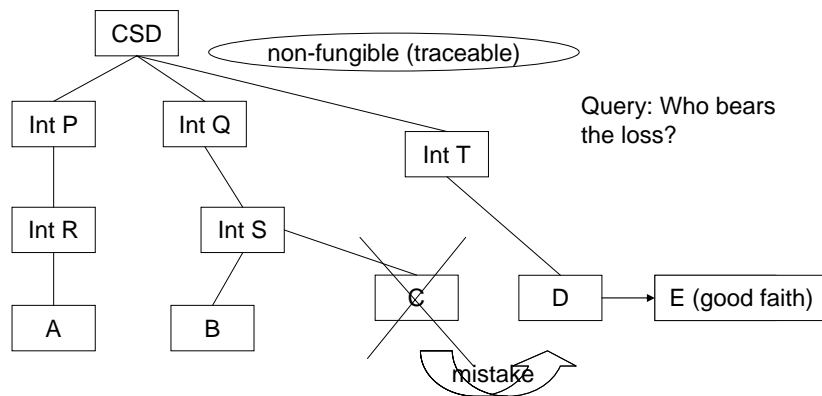 CSD
non-fungible (traceable)
Query: Who bears
the loss?
Int P
Int Q
Int T
Int R
Int S
C
D
E (good faith)
A
B
mistake